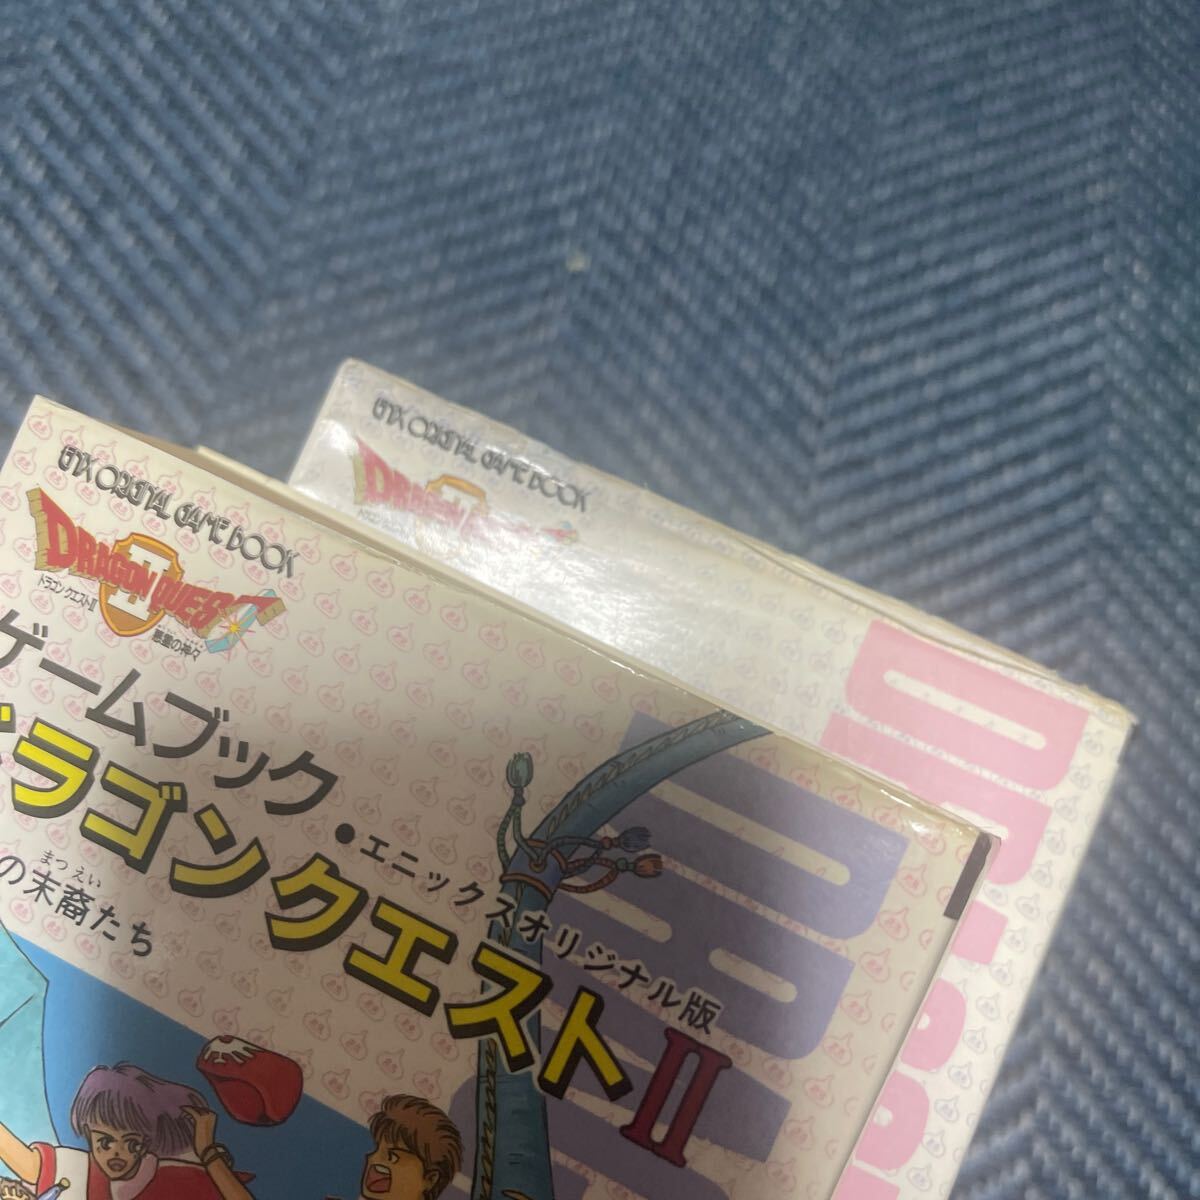 ENIX ORIGINAL GAME BOOK
DRAGON QUEST
II
ドラゴンクエストII
悪霊の神々
ゲームブック
ドラゴンクエストII
・エニックスオリジナル版
の末裔たち
まつえい
ENIX ORIGINAL GAME BOOK
DRAGON QUEST